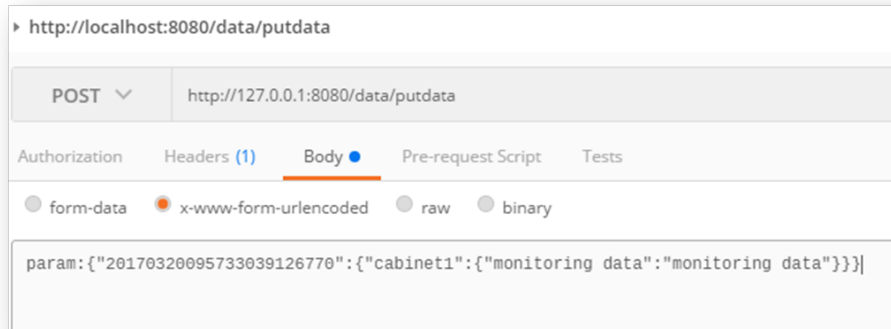 http://localhost:8080/data/putdata
POST http://127.0.0.1:8080/data/putdata
Authorization Headers (1) Body Pre-request Script Tests
form-data x-www-form-urlencoded raw binary
param:{"20170320095733039126770":{"cabinet1":{"monitoring data":"monitoring data"}}}